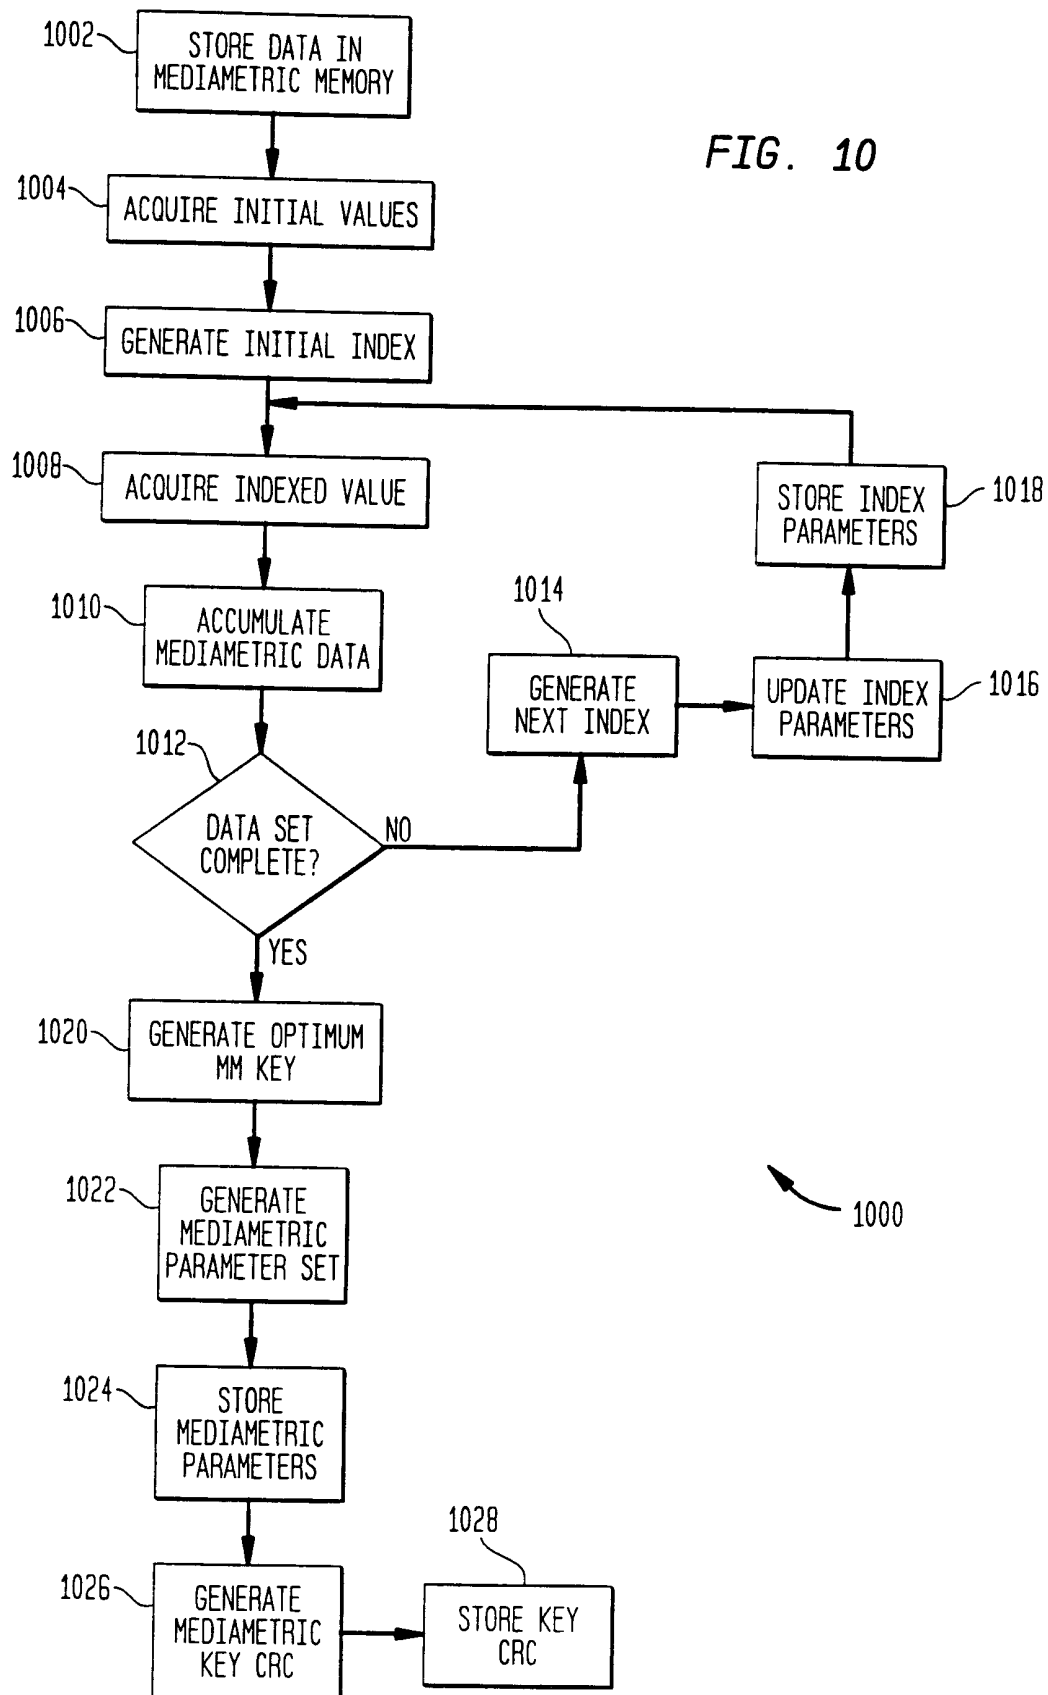 1002
STORE DATA IN
MEDIAMETRIC MEMORY
FIG. 10
1004
ACQUIRE INITIAL VALUES
1006
GENERATE INITIAL INDEX
1008
ACQUIRE INDEXED VALUE
1018
STORE INDEX
PARAMETERS
1010
ACCUMULATE
MEDIAMETRIC DATA
1014
GENERATE
NEXT INDEX
1016
UPDATE INDEX
PARAMETERS
1012
DATA SET
COMPLETE?
NO
YES
1020
GENERATE OPTIMUM
MM KEY
1022
GENERATE
MEDIAMETRIC
PARAMETER SET
1000
1024
STORE
MEDIAMETRIC
PARAMETERS
1026
GENERATE
MEDIAMETRIC
KEY CRC
1028
STORE KEY
CRC